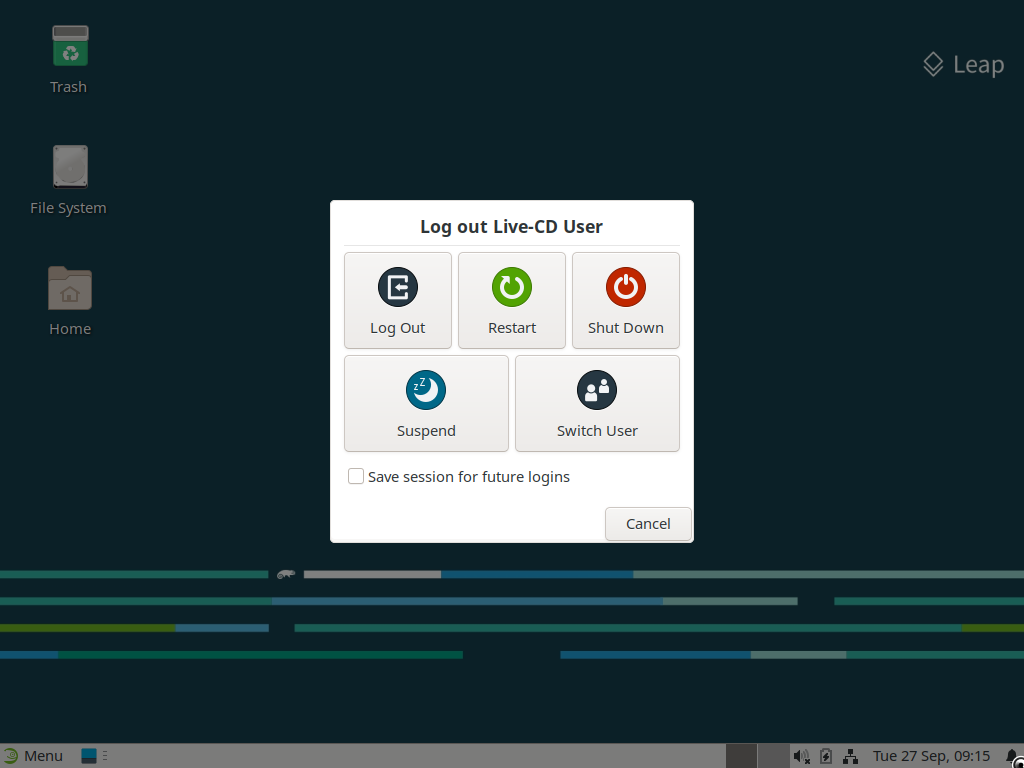 Trash
Leap
File System
Home
Log out Live-CD User
Log Out
Restart
Shut Down
Suspend
Switch User
Save session for future logins
Cancel
Menu
Tue 27 Sep, 09:15